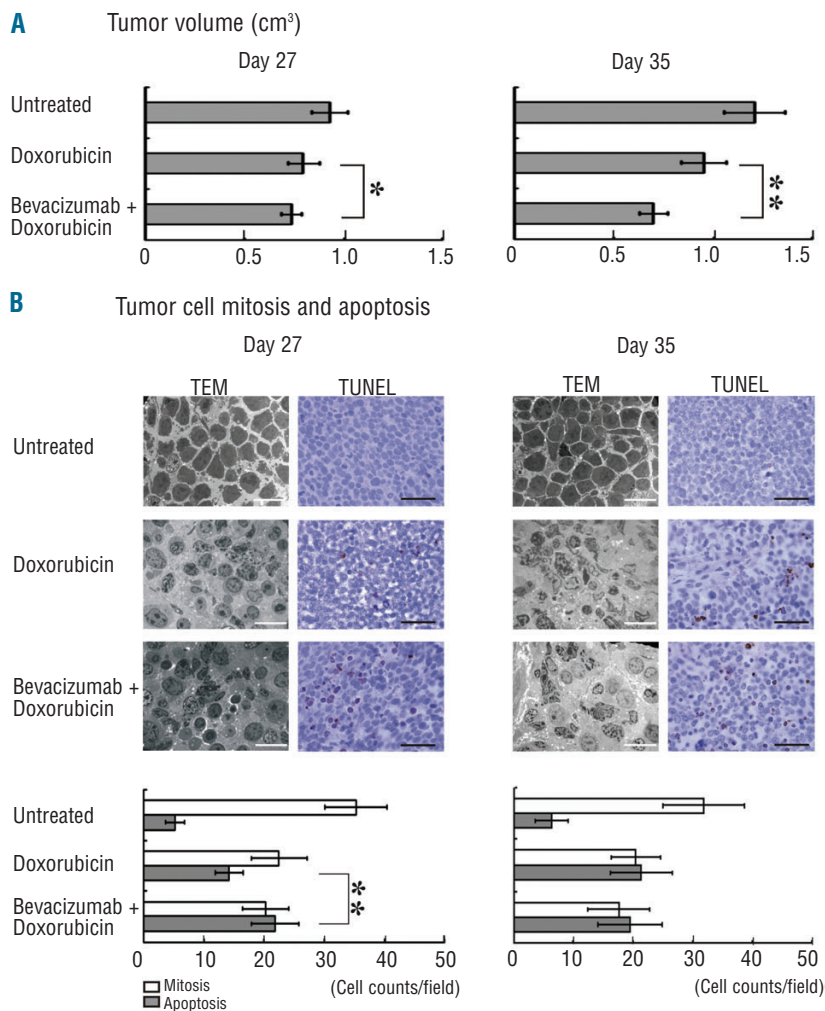 A Tumor volume (cm³)
Day 27 Day 35
Untreated
Doxorubicin
*
**
Bevacizumab +
Doxorubicin
0 0.5 1.0 1.5 0 0.5 1.0 1.5
B Tumor cell mitosis and apoptosis
Day 27 Day 35
TEM TUNEL TEM TUNEL
Untreated
Doxorubicin
Bevacizumab +
Doxorubicin
Untreated
Doxorubicin
**
Bevacizumab +
Doxorubicin
0 10 20 30 40 50 0 10 20 30 40 50
Mitosis (Cell counts/field) (Cell counts/field)
Apoptosis